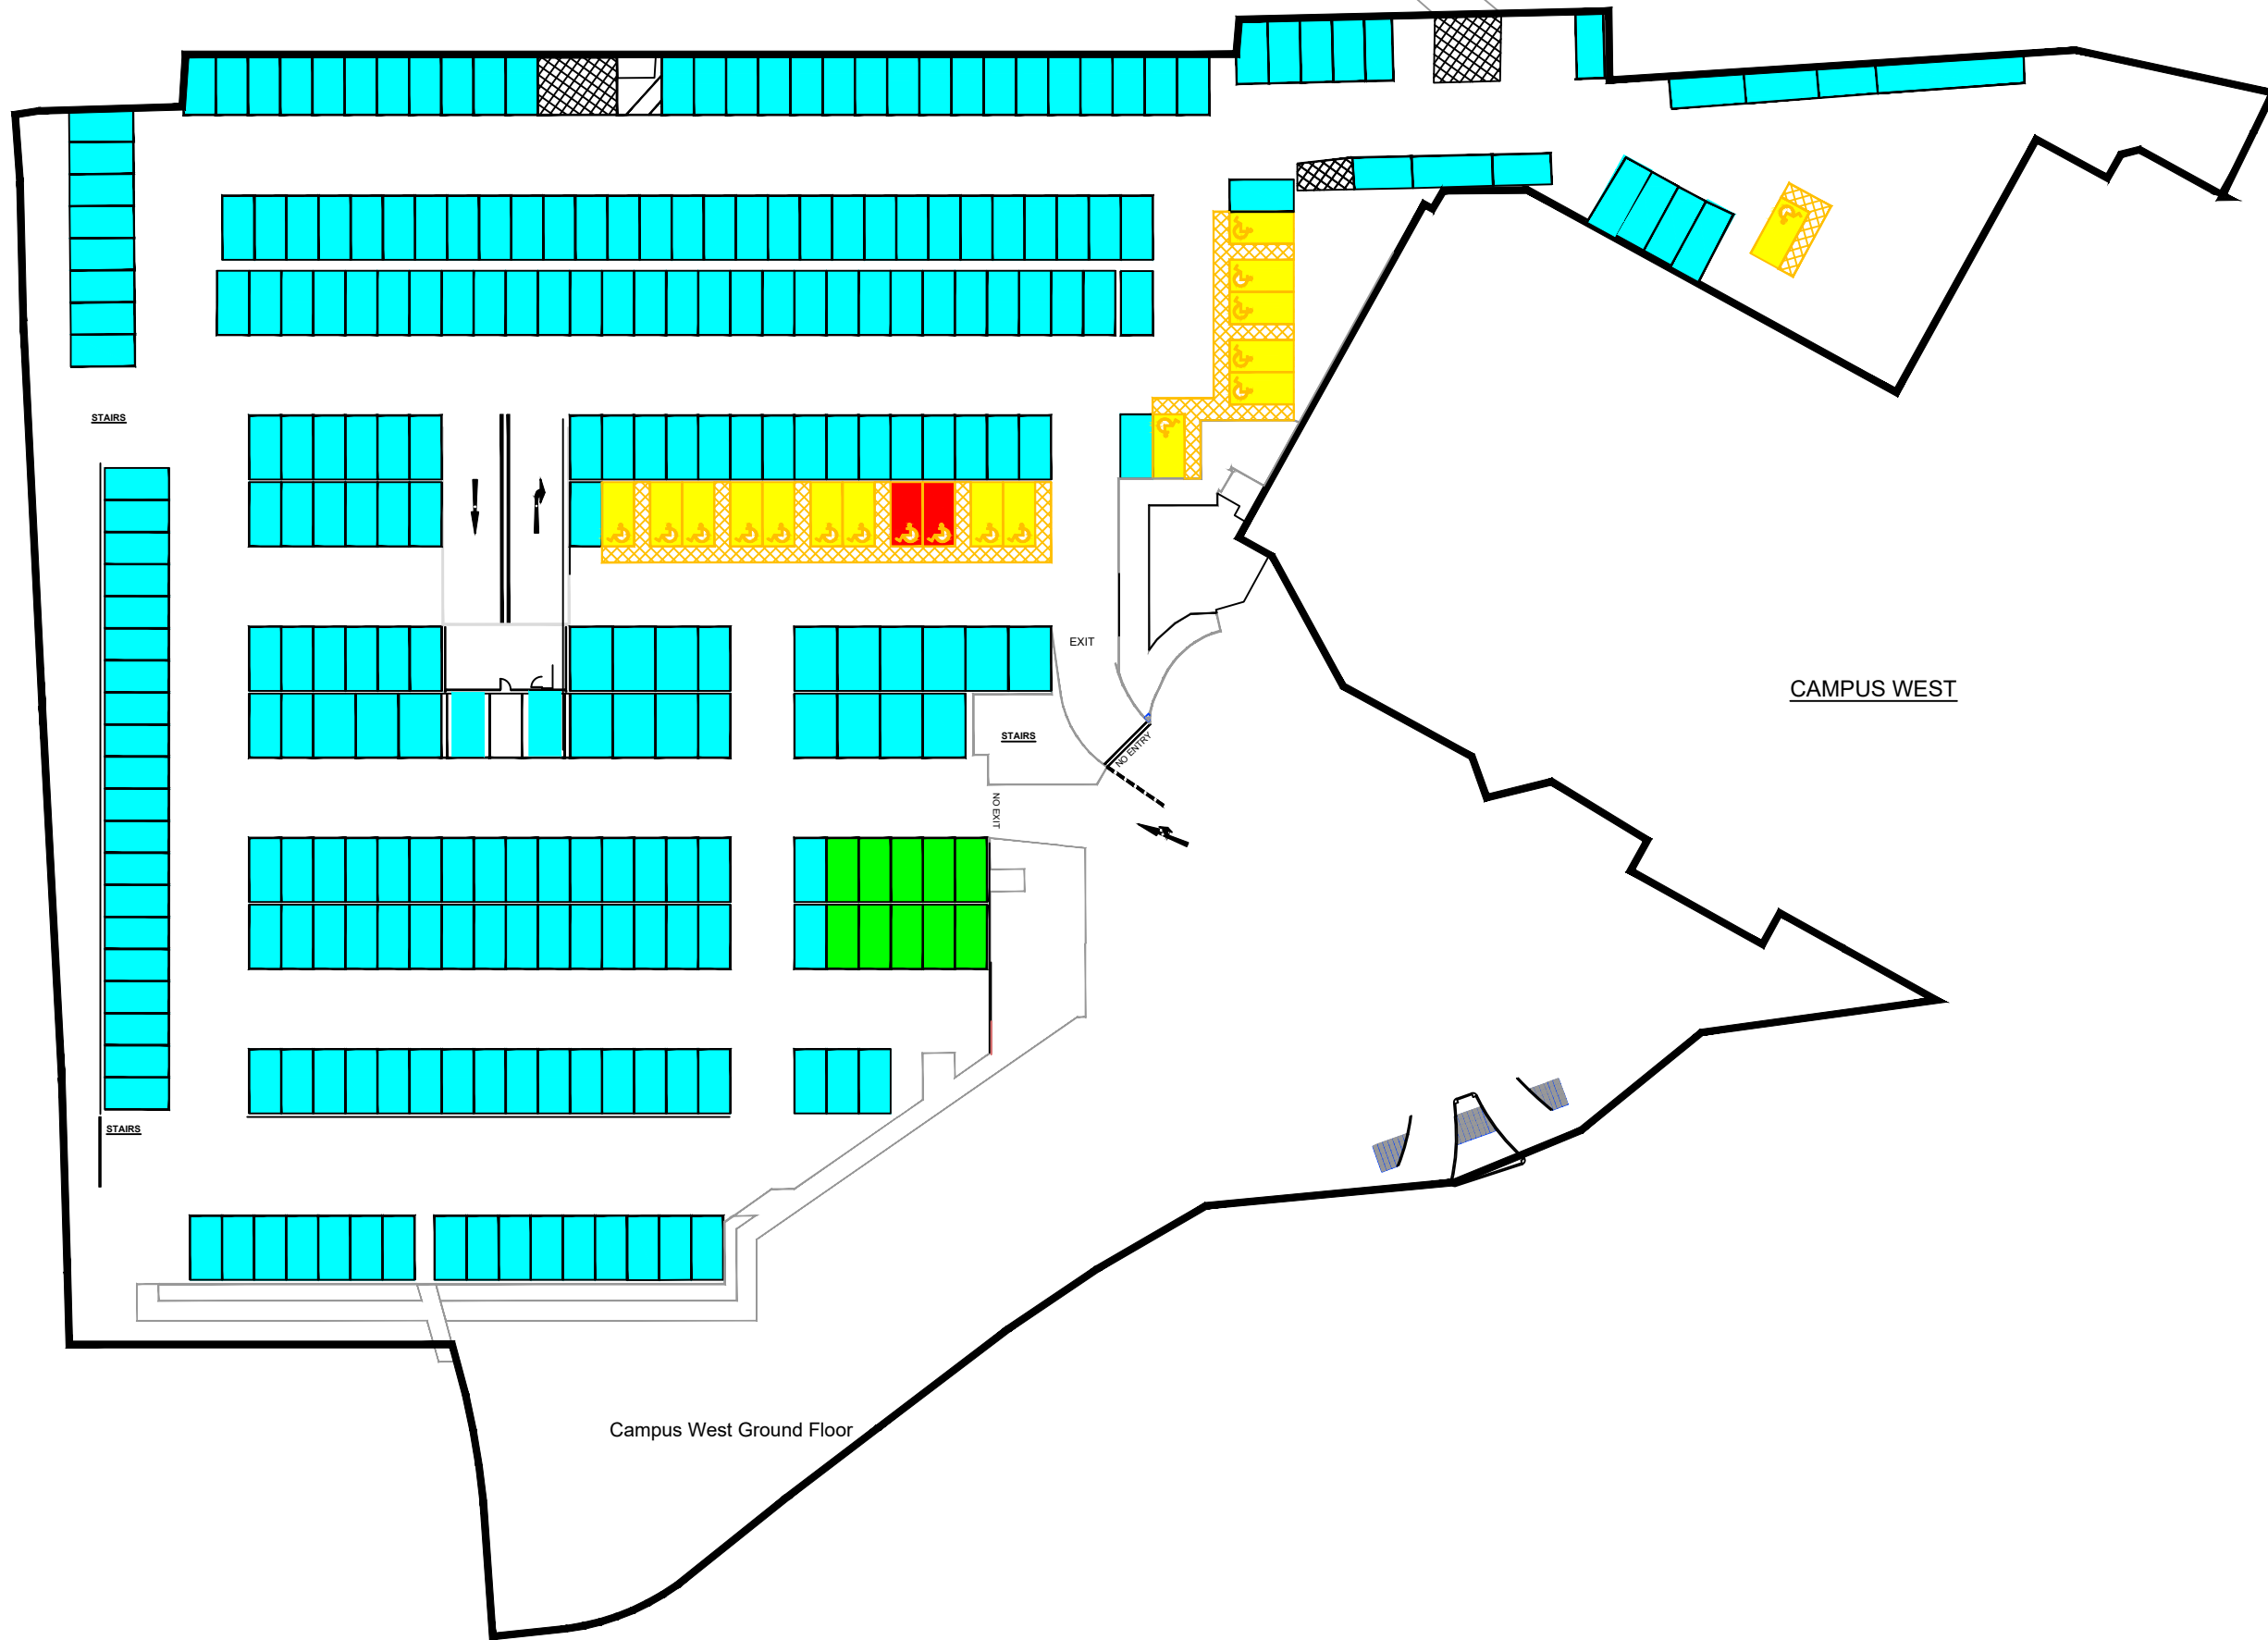 STAIRS
EXIT
CAMPUS WEST
STAIRS
NO ENTRY
NO EXIT
STAIRS
Campus West Ground Floor